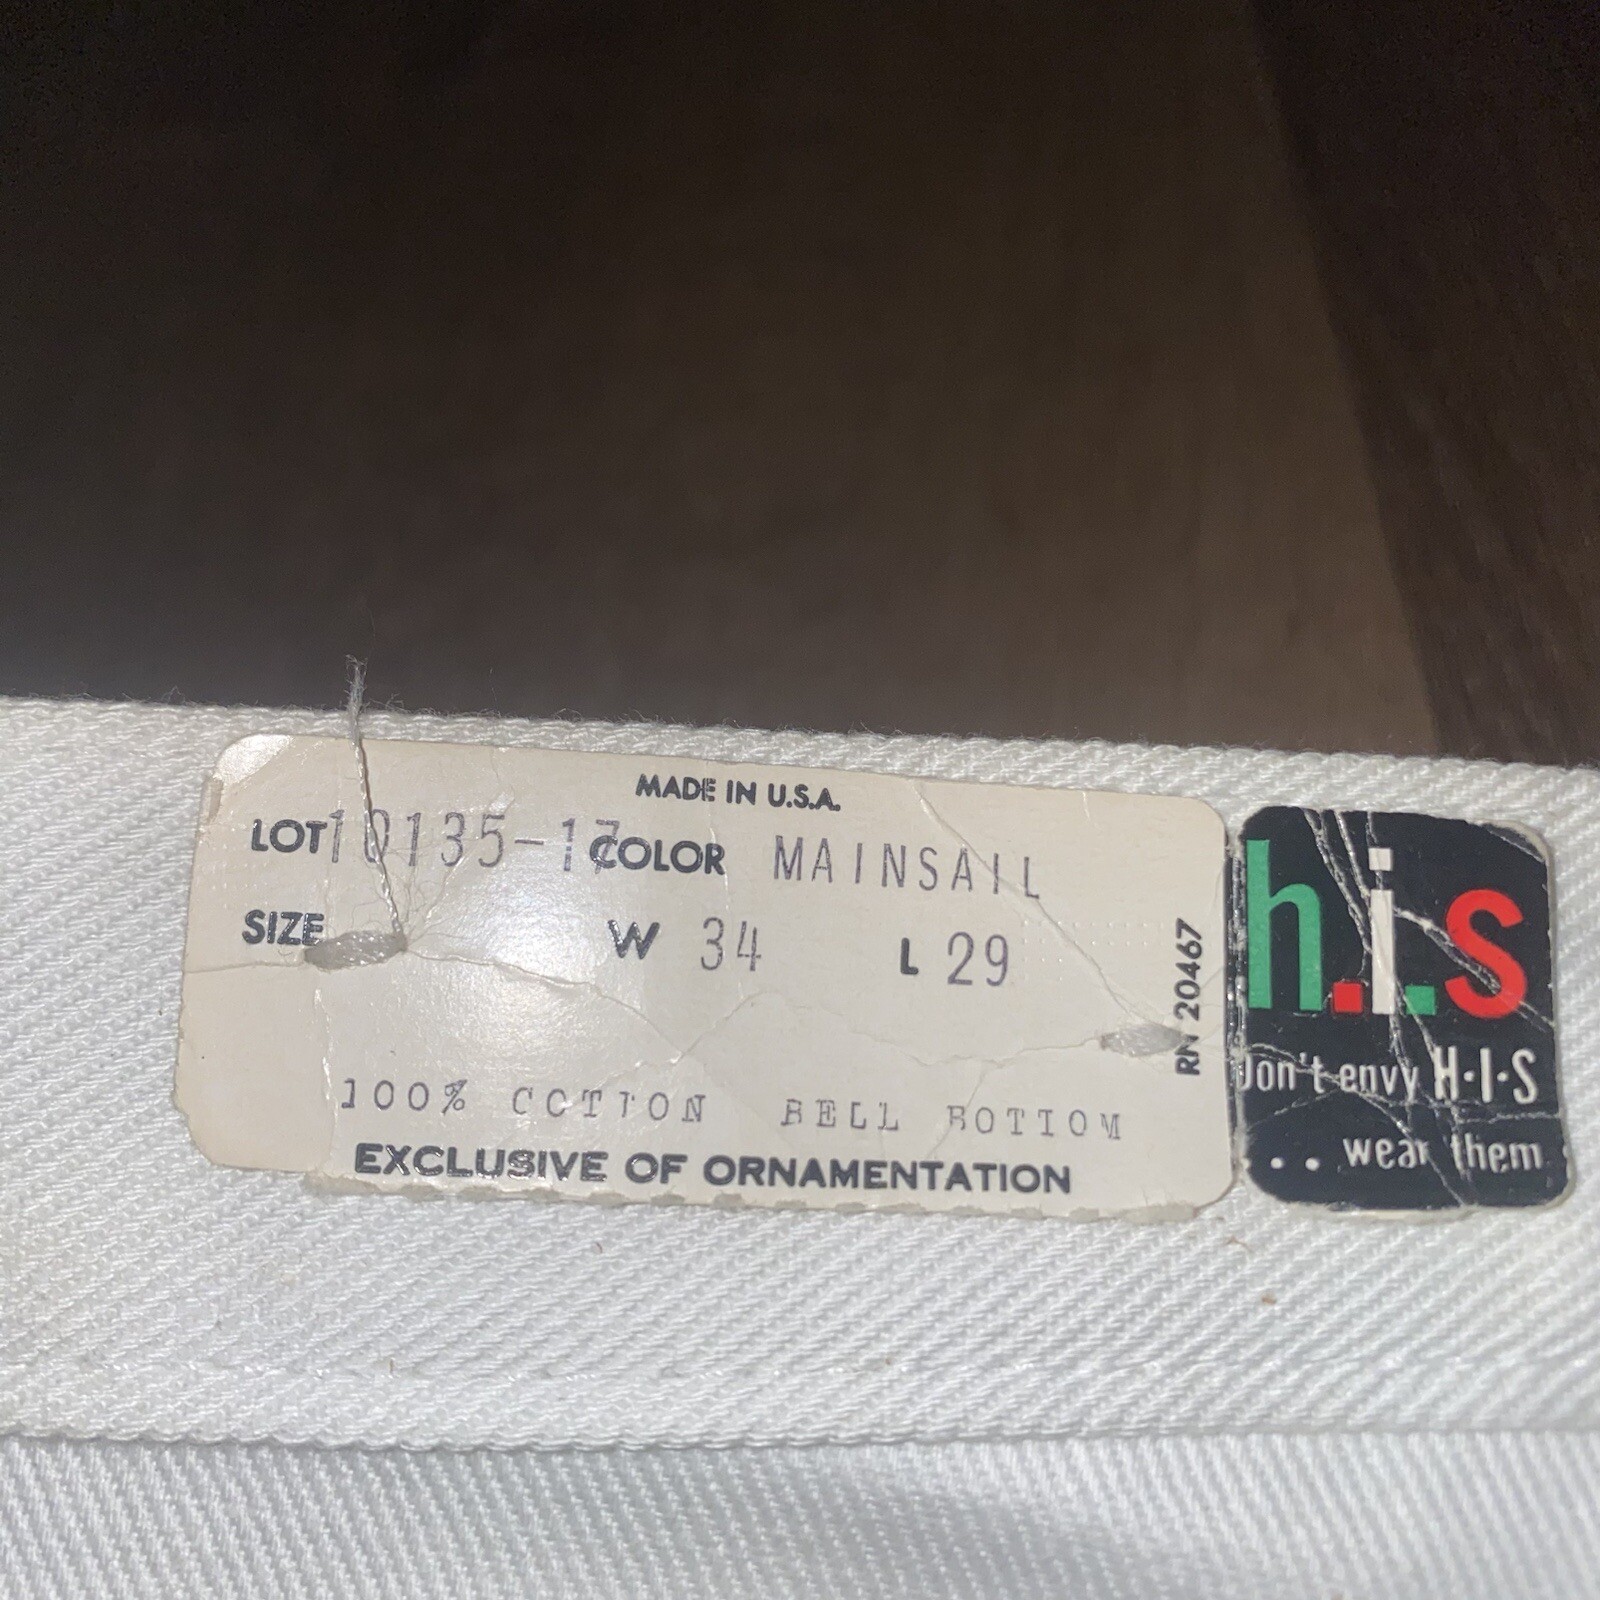 MADE IN U.S.A.
LOT 10135-17 COLOR MAINSAIL
SIZE W 34 L 29
RN 20467
100% COTTON BELL BOTTOM
EXCLUSIVE OF ORNAMENTATION
h.i.s
Don't envy H·I·S
... wear them